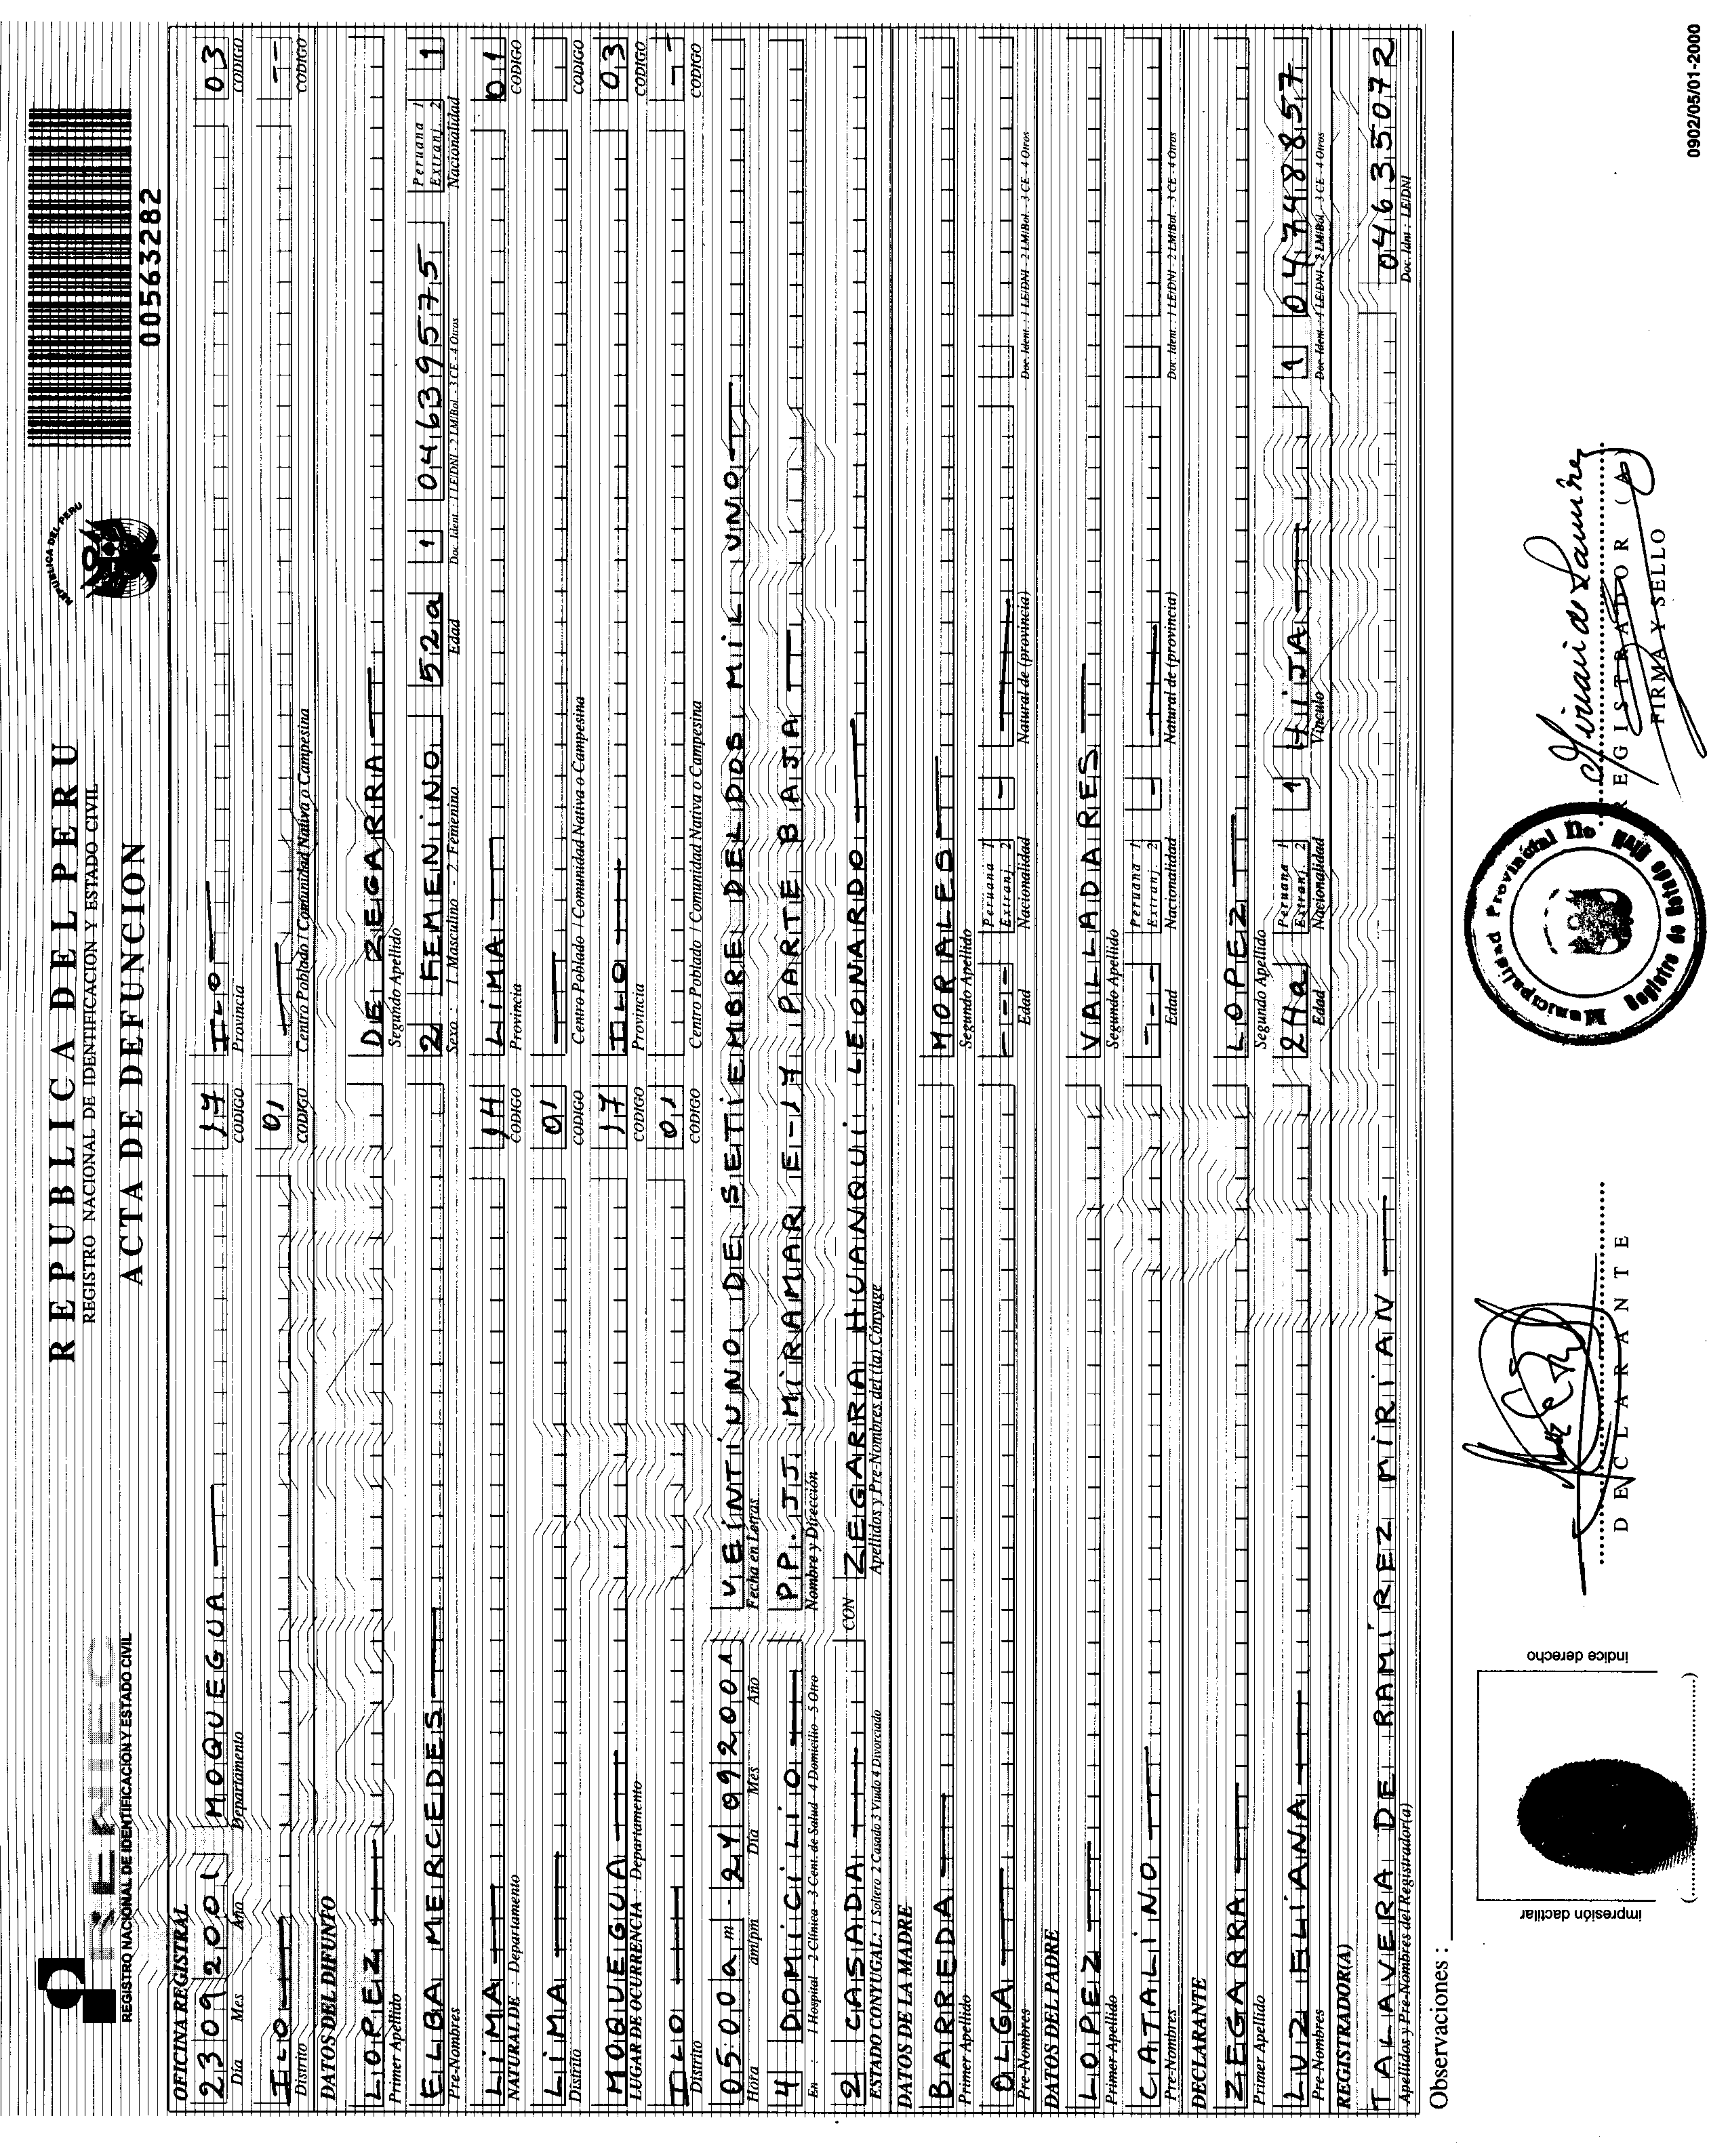 RENIEC
REGISTRO NACIONAL DE IDENTIFICACION Y ESTADO CIVIL
REPUBLICA DEL PERU
REGISTRO NACIONAL DE IDENTIFICACION Y ESTADO CIVIL
ACTA DE DEFUNCION
REPUBLICA DEL PERU
00563282
OFICINA REGISTRAL
23 09 2001 MOQUEGUA 17 ILO 03
Día Mes Año Departamento CODIGO Provincia CODIGO
ILO 01 --
Distrito CODIGO Centro Poblado / Comunidad Nativa o Campesina CODIGO
DATOS DEL DIFUNTO
LOPEZ DE ZEGARRA
Primer Apellido Segundo Apellido
ELBA MERCEDES 2 FEMENINO 52a 1 04639575 Peruana 1 Extranj. 2 1
Pre-Nombres Sexo : 1 Masculino - 2. Femenino Edad Doc. Ident. : 1 LE/DNI - 2 LM/Bol. - 3 CE - 4 Otros Nacionalidad
LIMA 14 LIMA 01
NATURAL DE : Departamento CODIGO Provincia CODIGO
LIMA 01
Distrito CODIGO Centro Poblado / Comunidad Nativa o Campesina CODIGO
MOQUEGUA 17 ILO 03
LUGAR DE OCURRENCIA : Departamento CODIGO Provincia CODIGO
ILO 01 --
Distrito CODIGO Centro Poblado / Comunidad Nativa o Campesina CODIGO
05:00 am - 21 09 2001 VEINTIUNO DE SETIEMBRE DEL DOS MIL UNO
Hora am/pm Día Mes Año Fecha en Letras
4 DOMICILIO PP.JJ. MIRAMAR E-17 PARTE BAJA
En : 1 Hospital - 2 Clínica - 3 Cent. de Salud - 4 Domicilio - 5 Otro Nombre y Dirección
2 CASADA CON ZEGARRA HUANQUI LEONARDO
ESTADO CONYUGAL: 1 Soltero 2 Casado 3 Viudo 4 Divorciado Apellidos y Pre-Nombres del (la) Cónyuge
DATOS DE LA MADRE
BARREDA MORALES
Primer Apellido Segundo Apellido
OLGA --- Peruana 1 Extranj. 2 -
Pre-Nombres Edad Nacionalidad Natural de (provincia) Doc. Ident. : 1 LE/DNI - 2 LM/Bol. - 3 CE - 4 Otros
DATOS DEL PADRE
LOPEZ VALLADARES
Primer Apellido Segundo Apellido
CATALINO --- Peruana 1 Extranj. 2 -
Pre-Nombres Edad Nacionalidad Natural de (provincia) Doc. Ident. : 1 LE/DNI - 2 LM/Bol. - 3 CE - 4 Otros
DECLARANTE
ZEGARRA LOPEZ
Primer Apellido Segundo Apellido
LUZ ELIANA 24a Peruana 1 Extranj. 2 1 HIJA 1 04748857
Pre-Nombres Edad Nacionalidad Vínculo Doc. Ident. : 1 LE/DNI - 2 LM/Bol. - 3 CE - 4 Otros
REGISTRADOR(A)
TALAVERA DE RAMÍREZ MIRIAN 04635072
Apellidos y Pre-Nombres del Registrador(a) Doc. Idnt : LE/DNI
Observaciones :
impresión dactilar
índice derecho
DECLARANTE
Municipalidad Provincial Ilo
Registro de Estado Civil
REGISTRADOR (A)
FIRMA Y SELLO
0902/05/01-2000